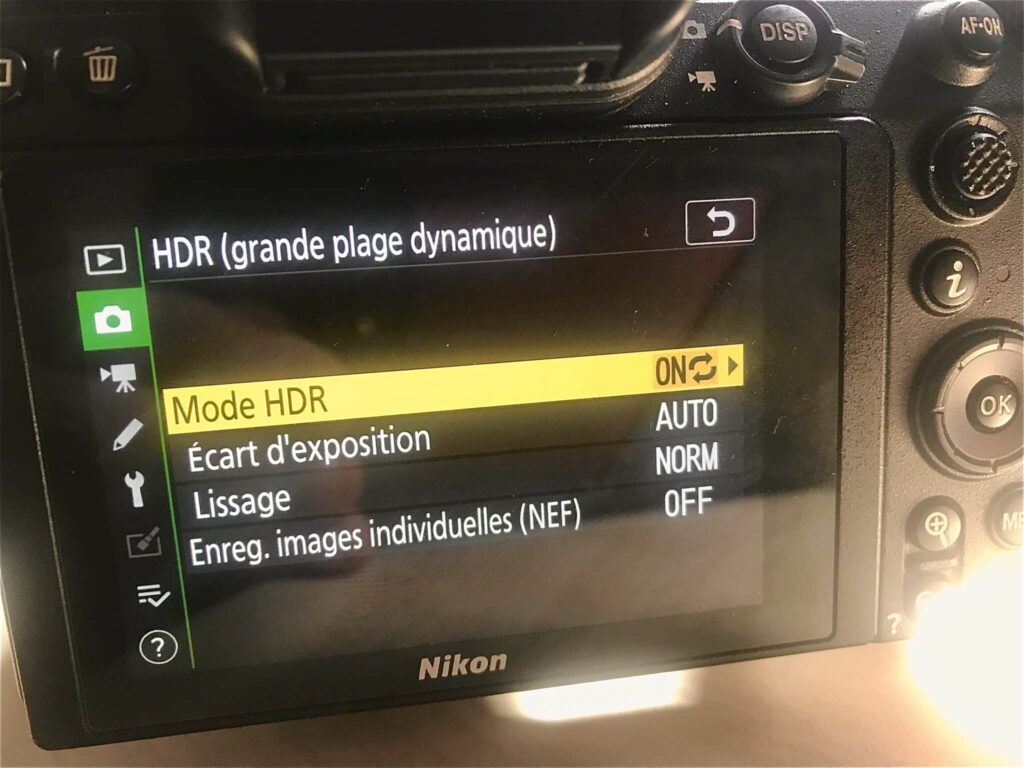 DISP
AF-ON
HDR (grande plage dynamique)
i
Mode HDR ON
Écart d'exposition AUTO
Lissage NORM
Enreg. images individuelles (NEF) OFF
OK
?
?
Nikon